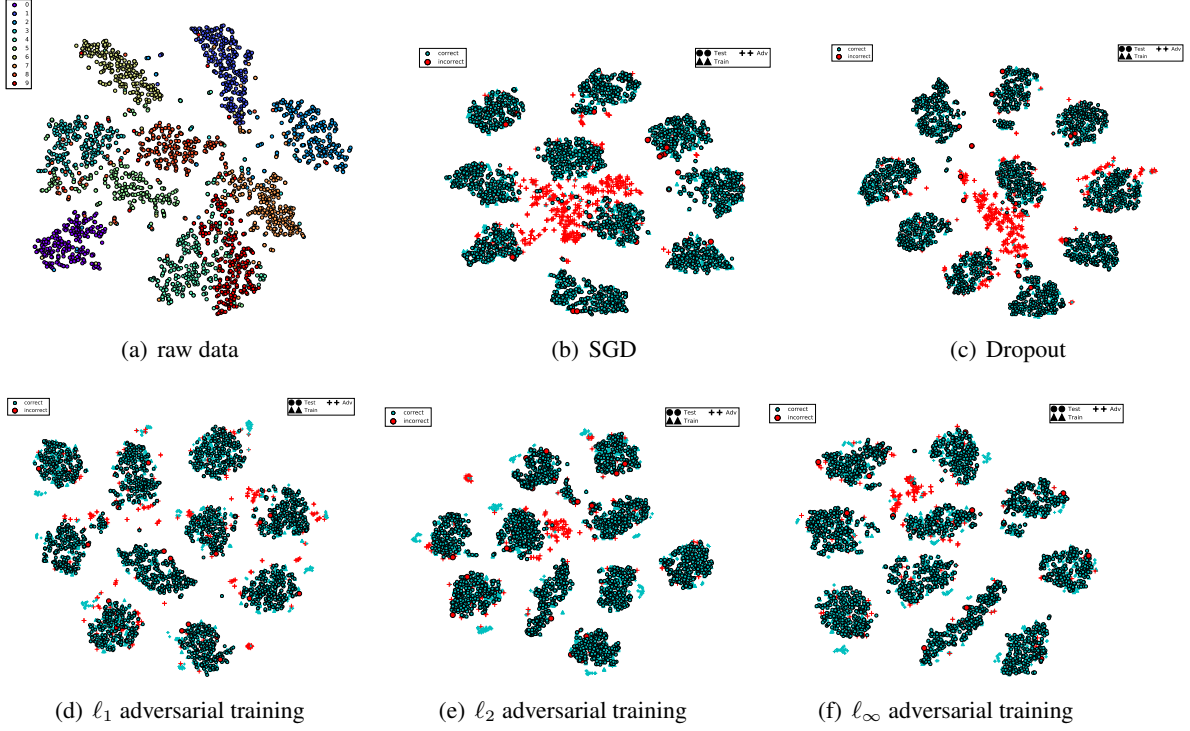 0
1
2
3
4
5
6
7
8
9
correct
incorrect
Test Adv
Train
correct
incorrect
Test Adv
Train
(a) raw data
(b) SGD
(c) Dropout
correct
incorrect
Test Adv
Train
correct
incorrect
Test Adv
Train
correct
incorrect
Test Adv
Train
(d) ℓ₁ adversarial training
(e) ℓ₂ adversarial training
(f) ℓ∞ adversarial training